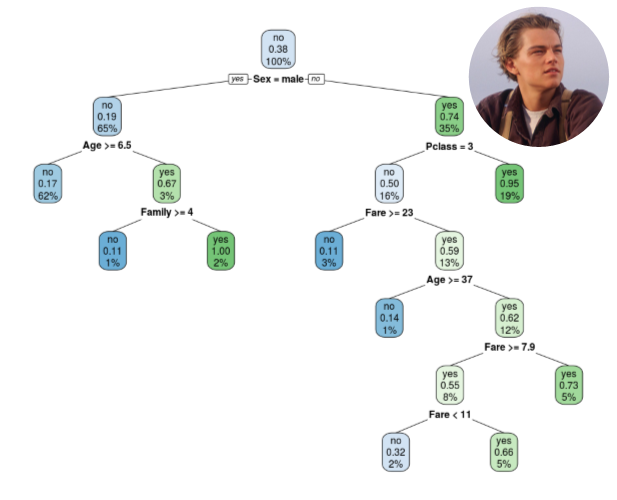 no
0.38
100%
yes Sex = male no
no
0.19
65%
yes
0.74
35%
Age >= 6.5
Pclass = 3
no
0.17
62%
yes
0.67
3%
no
0.50
16%
yes
0.95
19%
Family >= 4
Fare >= 23
no
0.11
1%
yes
1.00
2%
no
0.11
3%
yes
0.59
13%
Age >= 37
no
0.14
1%
yes
0.62
12%
Fare >= 7.9
yes
0.55
8%
yes
0.73
5%
Fare < 11
no
0.32
2%
yes
0.66
5%